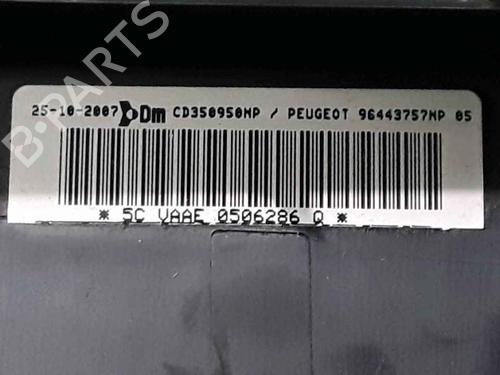 25-10-2007 Dm CD350950MP / PEUGEOT 96443757MP 05
* 5C VAAE 0506286 Q *
B-PARTS